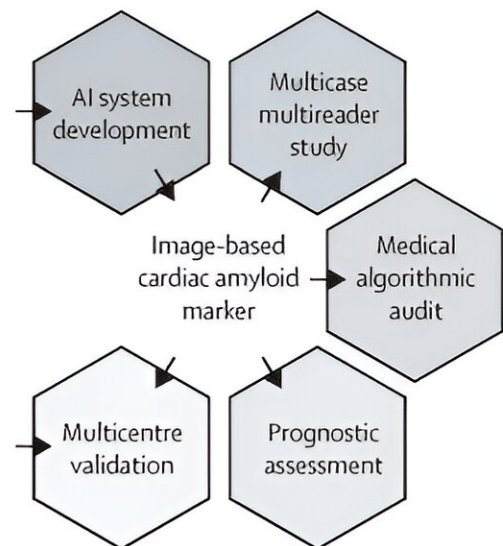 AI system
development
Multicase
multireader
study
Image-based
cardiac amyloid
marker
Medical
algorithmic
audit
Multicentre
validation
Prognostic
assessment